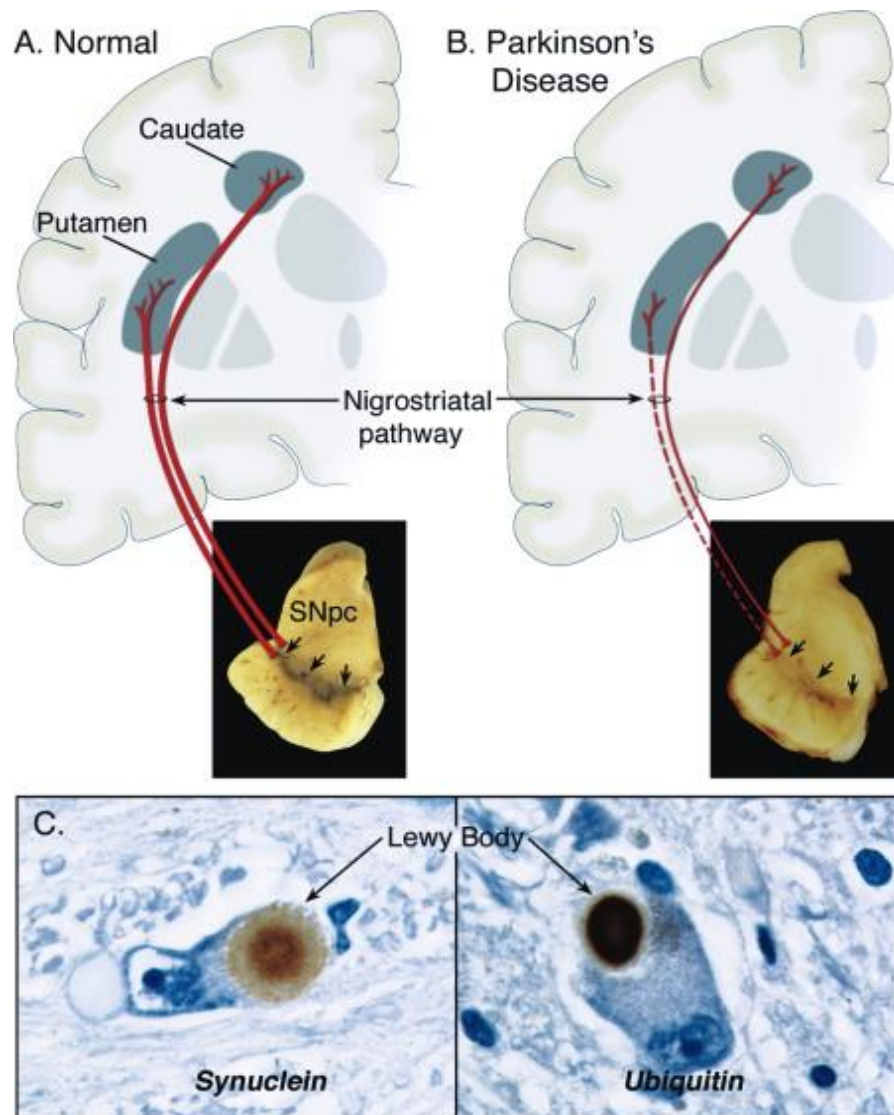 A. Normal
B. Parkinson's
Disease
Caudate
Putamen
Nigrostriatal
pathway
SNpc
C.
Lewy Body
Synuclein
Ubiquitin